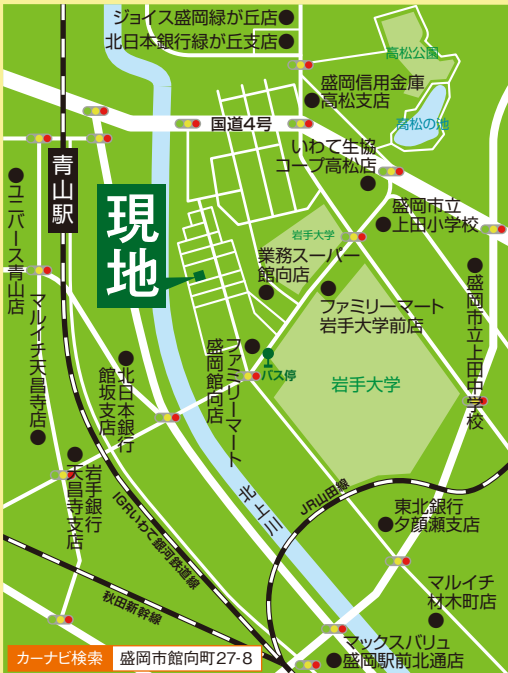 ジョイス盛岡緑が丘店
北日本銀行緑が丘支店
高松公園
盛岡信用金庫
高松支店
高松の池
国道4号
いわて生協
コープ高松店
青山駅
ユニバース青山店
現地
盛岡市立
上田小学校
岩手大学
業務スーパー
館向店
ファミリーマート
岩手大学前店
盛岡市立上田中学校
マルイチ天昌寺店
ファミリーマート
盛岡館向店
バス停
岩手大学
北日本銀行
館坂支店
岩手銀行
天昌寺支店
IGRいわて銀河鉄道線
北上川
JR山田線
東北銀行
夕顔瀬支店
秋田新幹線
マルイチ
材木町店
マックスバリュ
盛岡駅前北通店
カーナビ検索 盛岡市館向町27-8